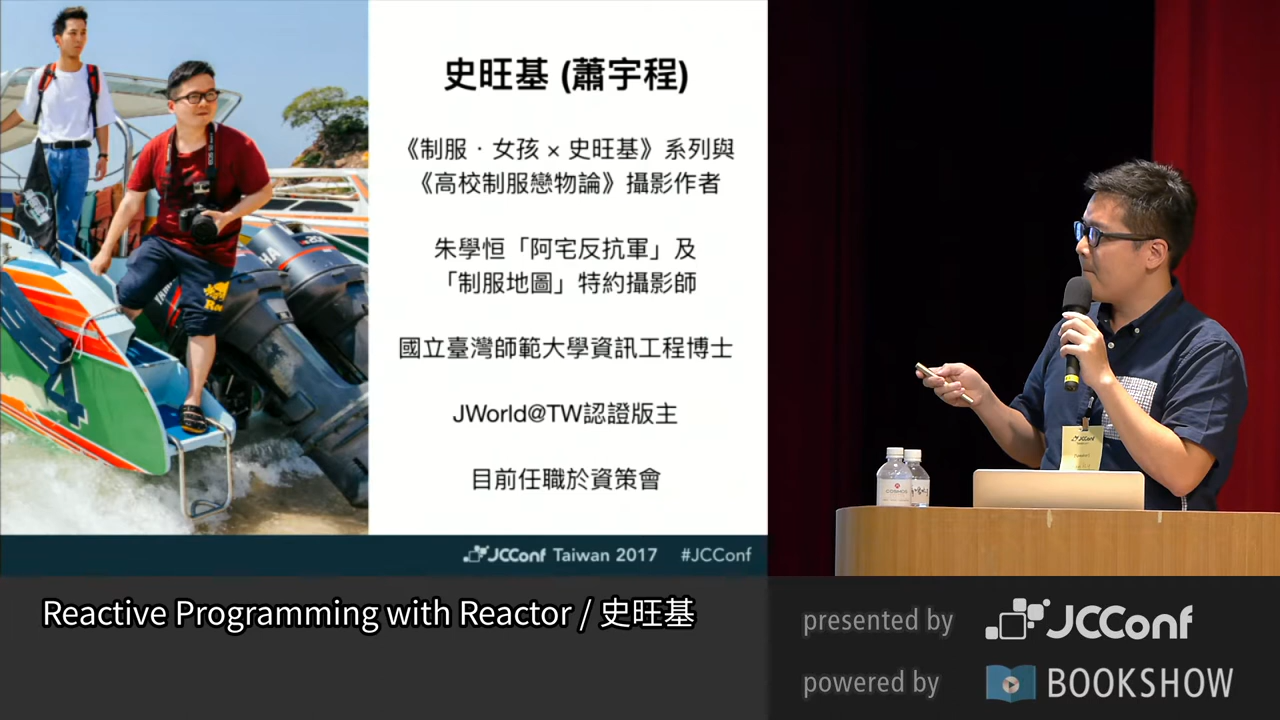 史旺基 (蕭宇程)
《制服．女孩 × 史旺基》系列與
《高校制服戀物論》攝影作者
朱學恒「阿宅反抗軍」及
「制服地圖」特約攝影師
國立臺灣師範大學資訊工程博士
JWorld@TW認證版主
目前任職於資策會
JCConf Taiwan 2017 #JCConf
Reactive Programming with Reactor / 史旺基
presented by JCConf
powered by BOOKSHOW